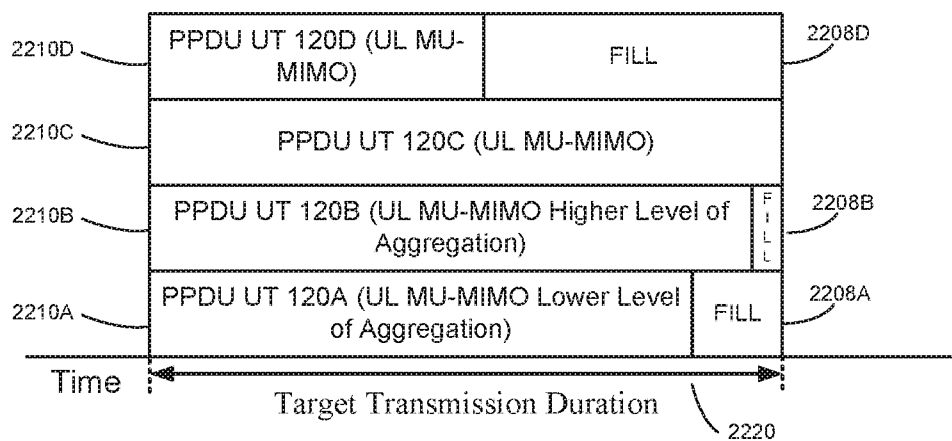 2210D
PPDU UT 120D (UL MU-
MIMO)
FILL
2208D
2210C
PPDU UT 120C (UL MU-MIMO)
2210B
PPDU UT 120B (UL MU-MIMO Higher Level of
Aggregation)
FILL
2208B
2210A
PPDU UT 120A (UL MU-MIMO Lower Level
of Aggregation)
FILL
2208A
Time
Target Transmission Duration
2220